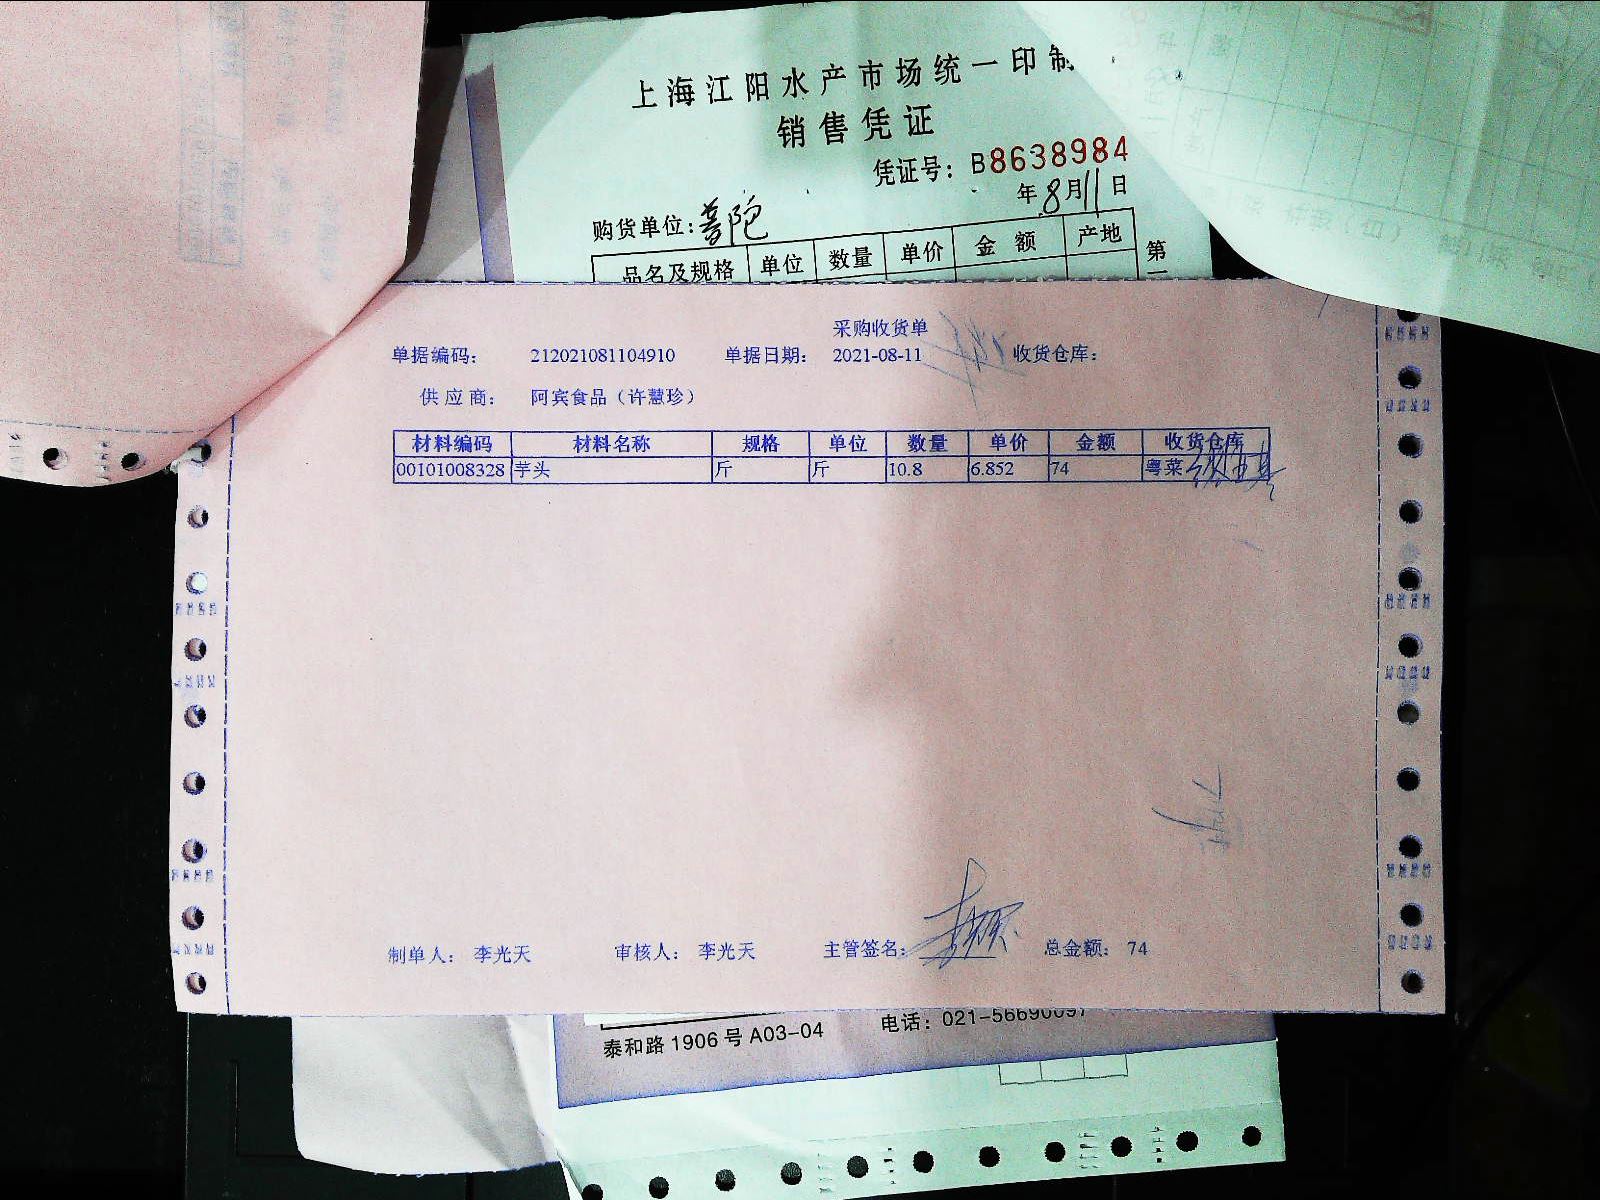 上海江阳水产市场统一印制
销售凭证
凭证号：B8638984
年8月11日
购货单位：普陀
品名及规格 单位 数量 单价 金额 产地
第一
采购收货单
单据编码： 212021081104910 单据日期： 2021-08-11 收货仓库：
供应商： 阿宾食品（许慧珍）
材料编码 材料名称 规格 单位 数量 单价 金额 收货仓库
00101008328 芋头 斤 斤 10.8 6.852 74 粤菜
制单人： 李光天 审核人： 李光天 主管签名： 总金额： 74
泰和路1906号A03-04 电话：021-56690097